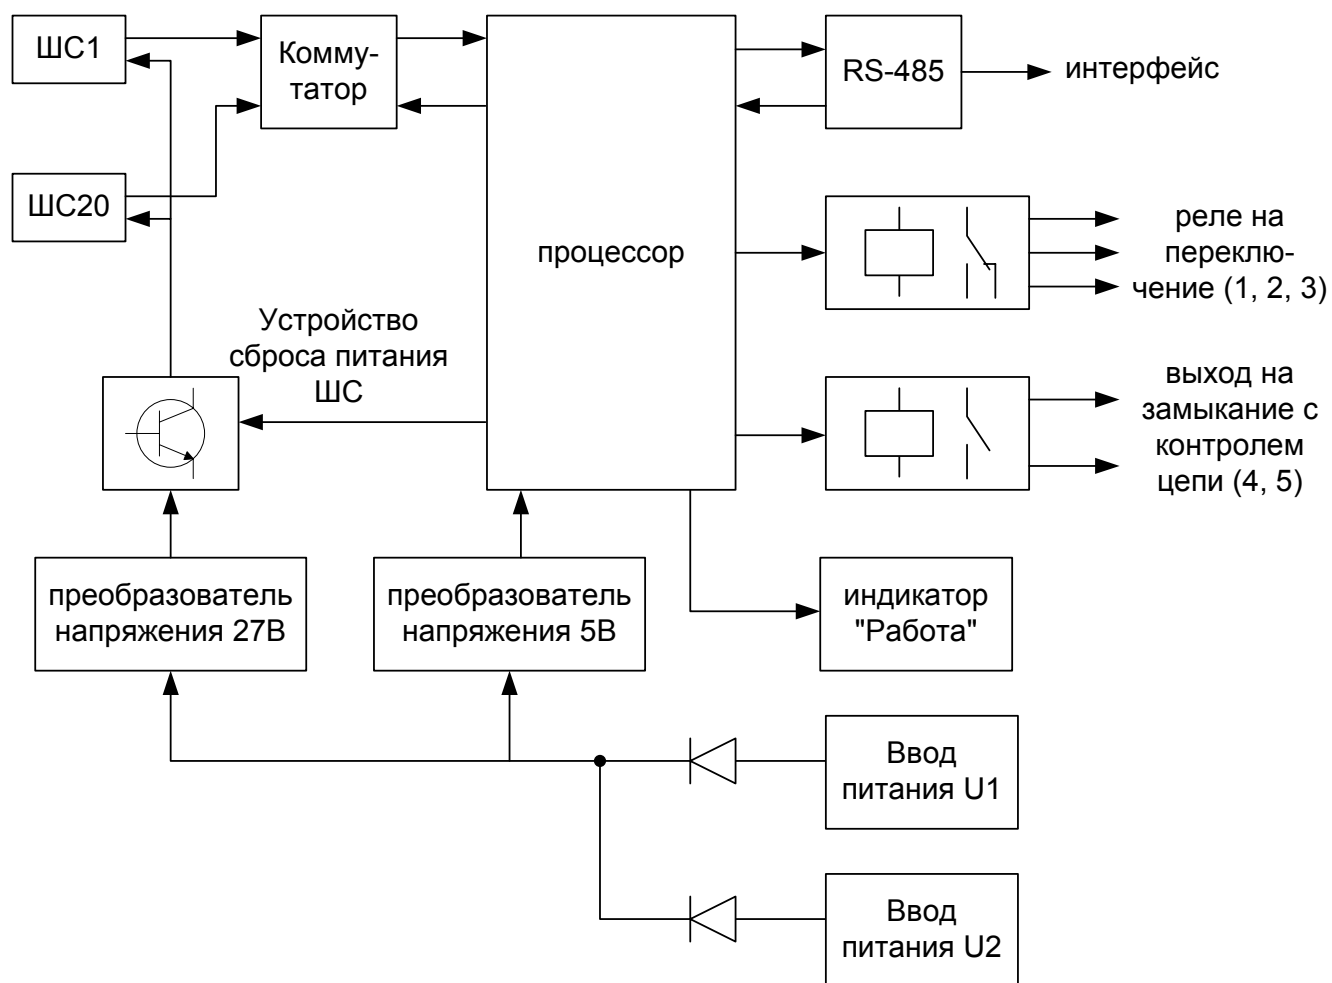 ШС1
Комму-
татор
RS-485
интерфейс
ШС20
процессор
реле на
переклю-
чение (1, 2, 3)
Устройство
сброса питания
ШС
выход на
замыкание с
контролем
цепи (4, 5)
преобразователь
напряжения 27В
преобразователь
напряжения 5В
индикатор
"Работа"
Ввод
питания U1
Ввод
питания U2